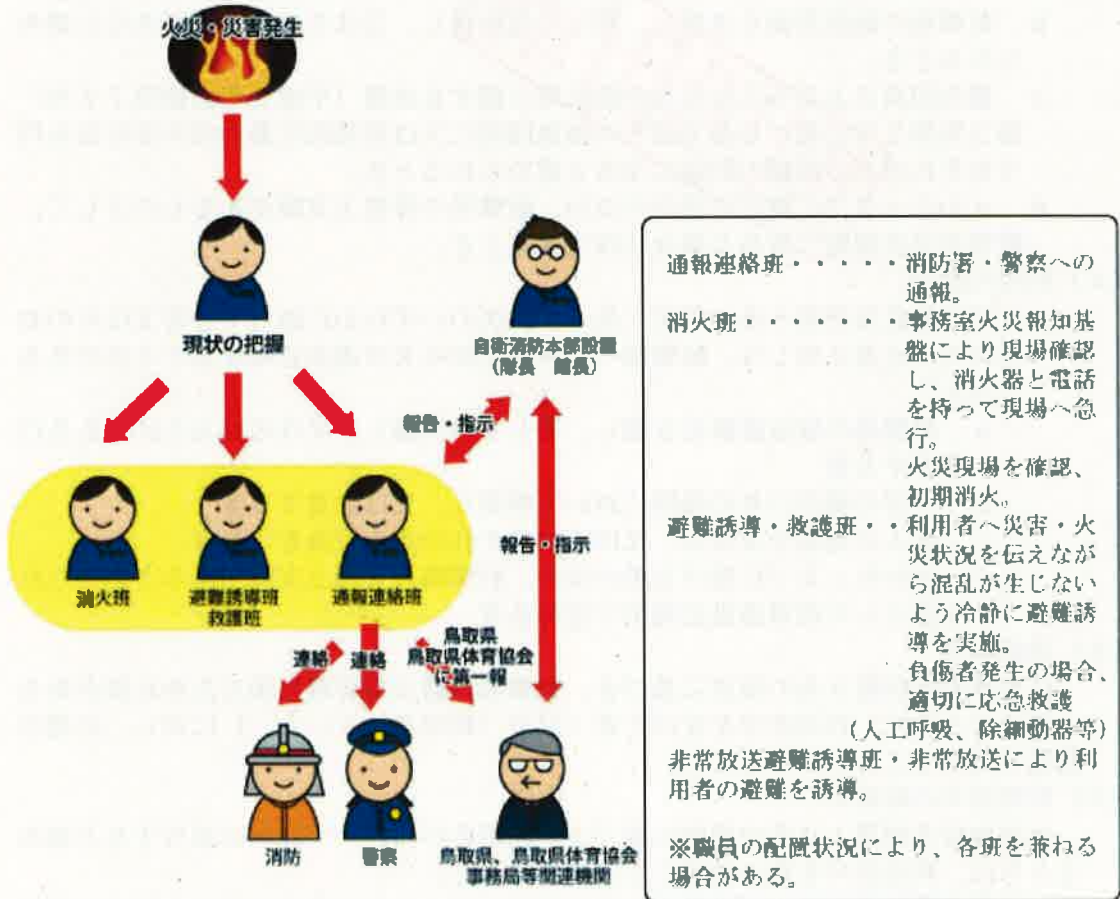 火災・災害発生
現状の把握
自衛消防本部設置
(隊長 館長)
報告・指示
消火班
避難誘導班
救護班
通報連絡班
報告・指示
連絡
連絡
鳥取県
鳥取県体育協会
に第一報
消防
警察
鳥取県、鳥取県体育協会
事務局等関連機関
通報連絡班・・・・・消防署・警察への
通報。
消火班・・・・・・・事務室火災報知基
盤により現場確認
し、消火器と電話
を持って現場へ急
行。
火災現場を確認、
初期消火。
避難誘導・救護班・・利用者へ災害・火
災状況を伝えなが
ら混乱が生じない
よう冷静に避難誘
導を実施。
負傷者発生の場合、
適切に応急救護
(人工呼吸、除細動器等)
非常放送避難誘導班・非常放送により利
用者の避難を誘導。
※職員の配置状況により、各班を兼ねる
場合がある。